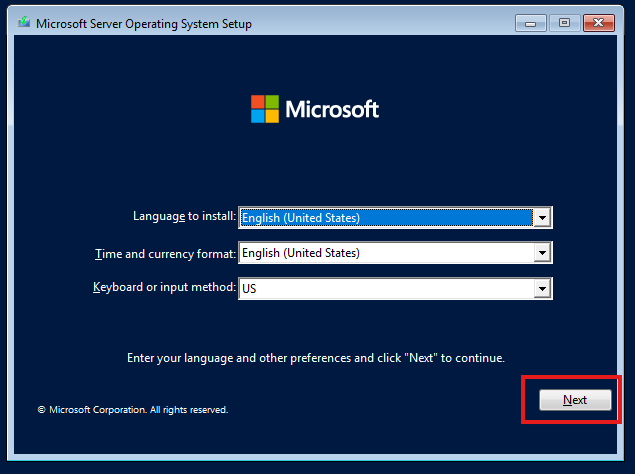 Microsoft Server Operating System Setup
Microsoft
Language to install: English (United States)
Time and currency format: English (United States)
Keyboard or input method: US
Enter your language and other preferences and click "Next" to continue.
© Microsoft Corporation. All rights reserved.
Next